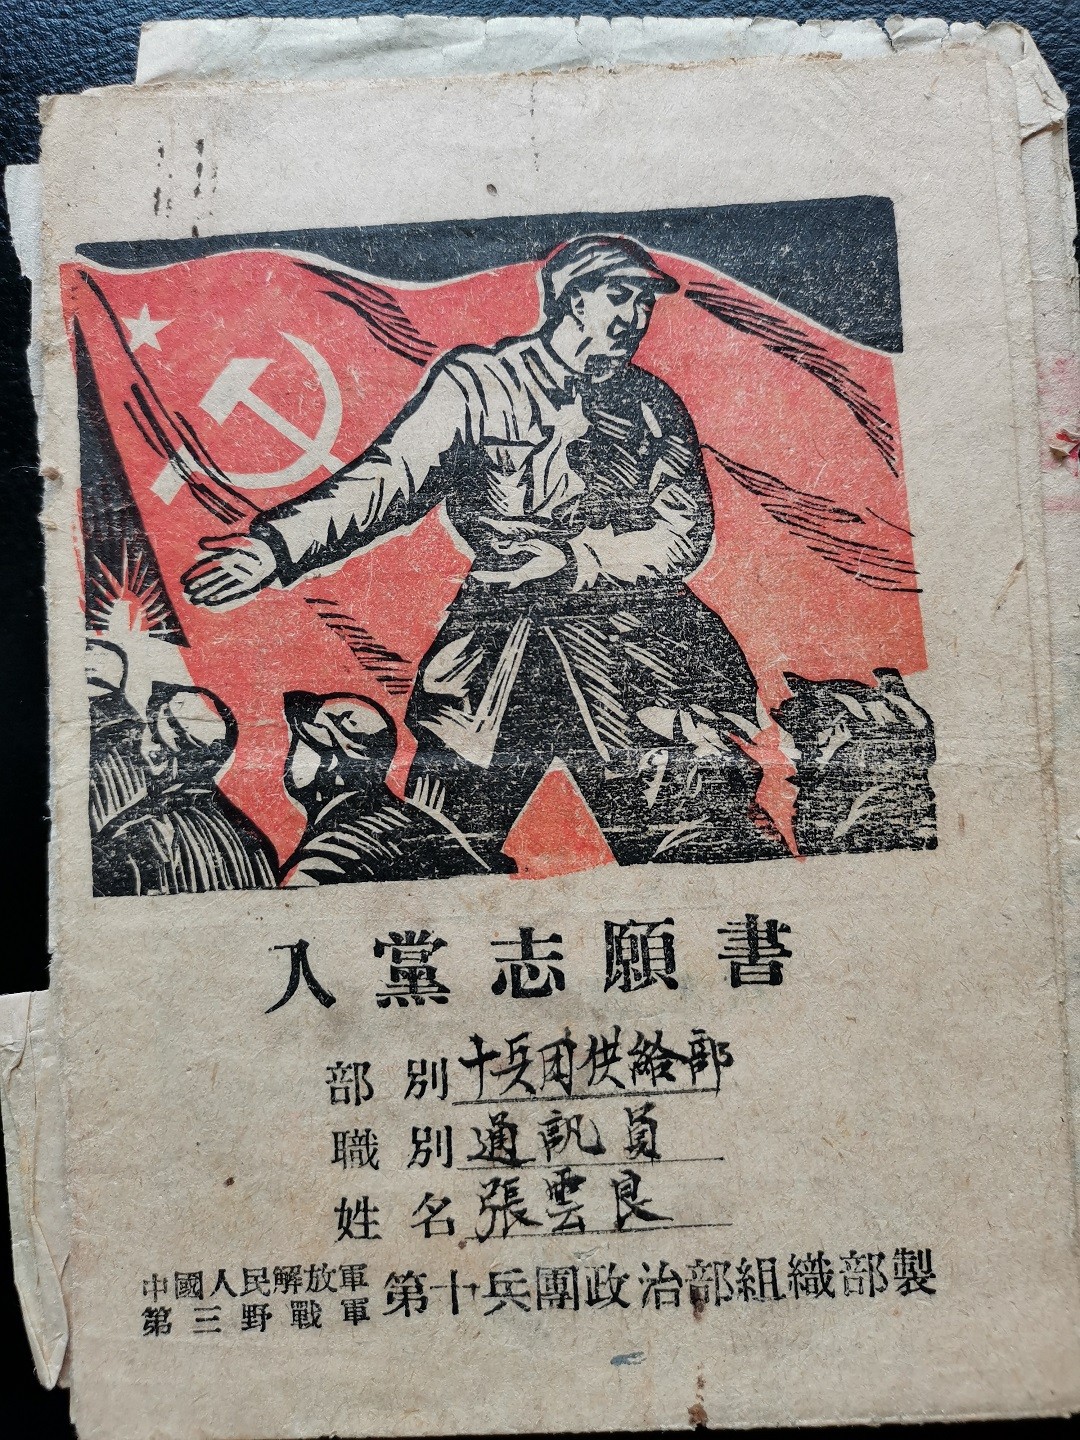 入黨志願書
部別 十兵团供給部
職別 通訊員
姓名 張雲良
中國人民解放軍
第三野戰軍
第十兵團政治部組織部製